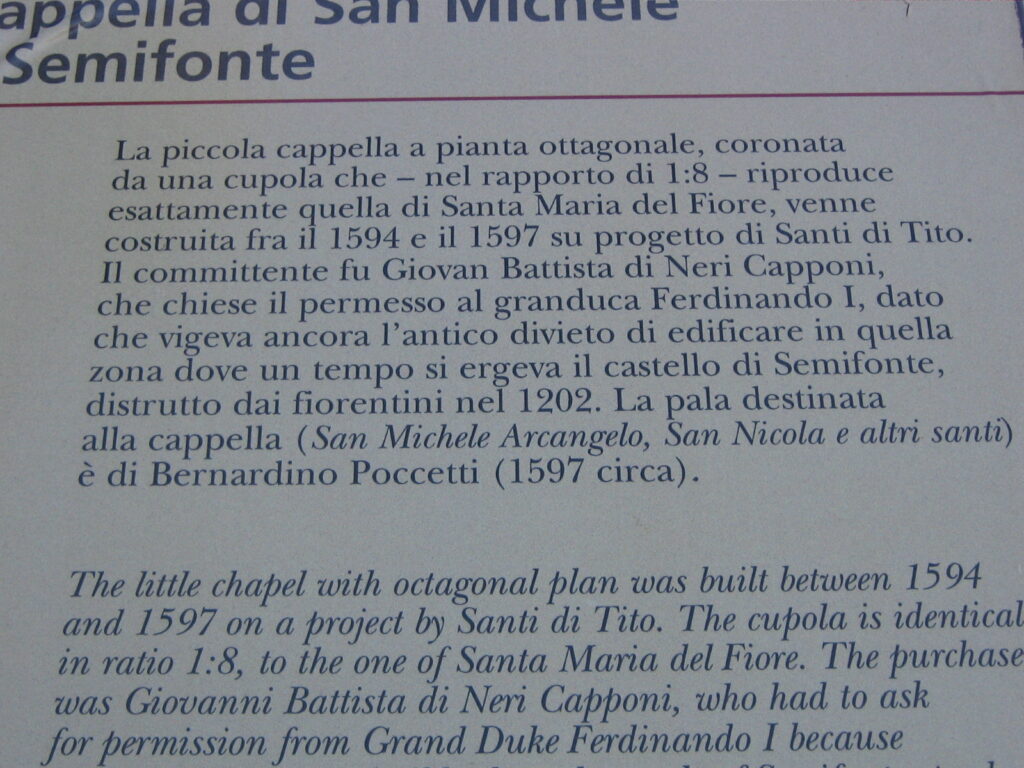 appella di San Michele
Semifonte
La piccola cappella a pianta ottagonale, coronata
da una cupola che – nel rapporto di 1:8 – riproduce
esattamente quella di Santa Maria del Fiore, venne
costruita fra il 1594 e il 1597 su progetto di Santi di Tito.
Il committente fu Giovan Battista di Neri Capponi,
che chiese il permesso al granduca Ferdinando I, dato
che vigeva ancora l'antico divieto di edificare in quella
zona dove un tempo si ergeva il castello di Semifonte,
distrutto dai fiorentini nel 1202. La pala destinata
alla cappella (San Michele Arcangelo, San Nicola e altri santi)
è di Bernardino Poccetti (1597 circa).
The little chapel with octagonal plan was built between 1594
and 1597 on a project by Santi di Tito. The cupola is identical
in ratio 1:8, to the one of Santa Maria del Fiore. The purchase
was Giovanni Battista di Neri Capponi, who had to ask
for permission from Grand Duke Ferdinando I because